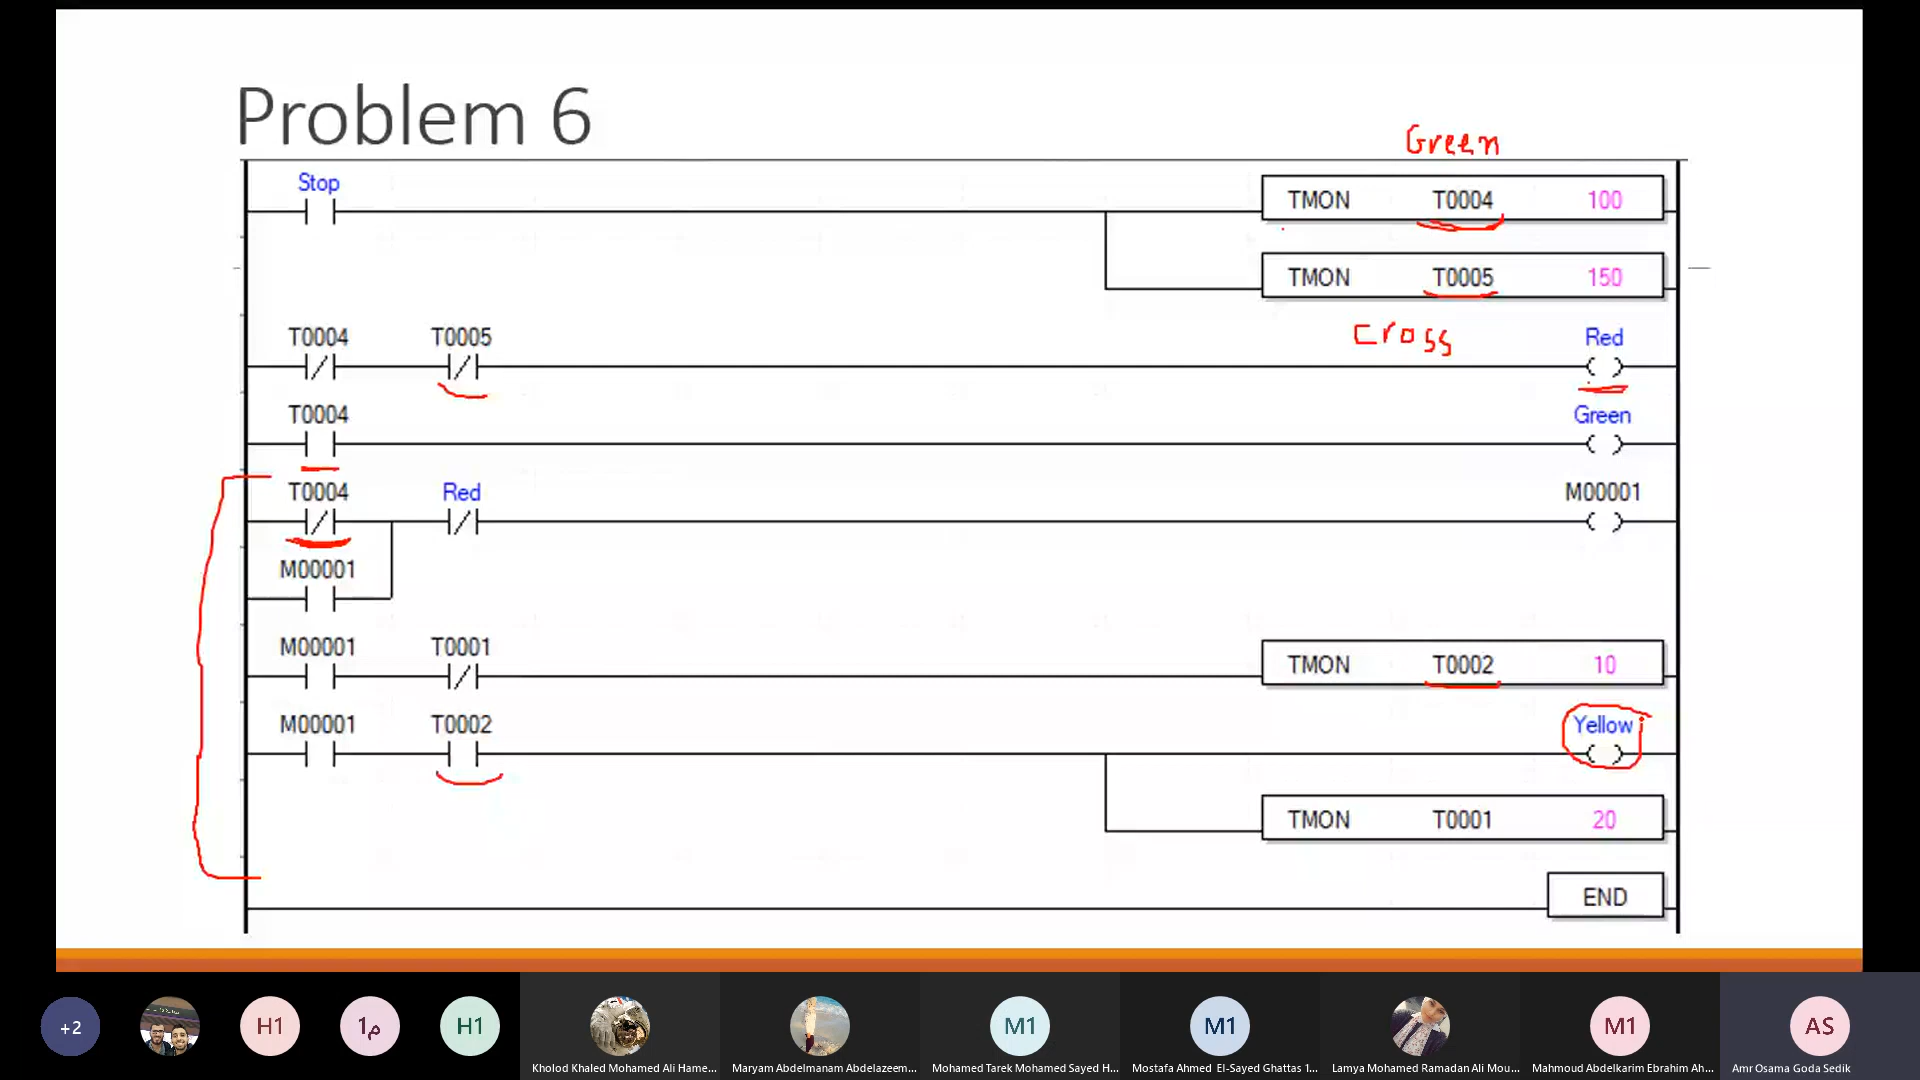 Problem 6
Green
Stop
TMON T0004 100
TMON T0005 150
Cross
T0004 T0005 Red
T0004 Green
T0004 Red M00001
M00001
M00001 T0001 TMON T0002 10
M00001 T0002 Yellow
TMON T0001 20
END
+2 H1 م1 H1 M1 M1 M1 AS
Kholod Khaled Mohamed Ali Hame... Maryam Abdelmanam Abdelazeem... Mohamed Tarek Mohamed Sayed H... Mostafa Ahmed El-Sayed Ghattas 1... Lamya Mohamed Ramadan Ali Mou... Mahmoud Abdelkarim Ebrahim Ah... Amr Osama Goda Sedik